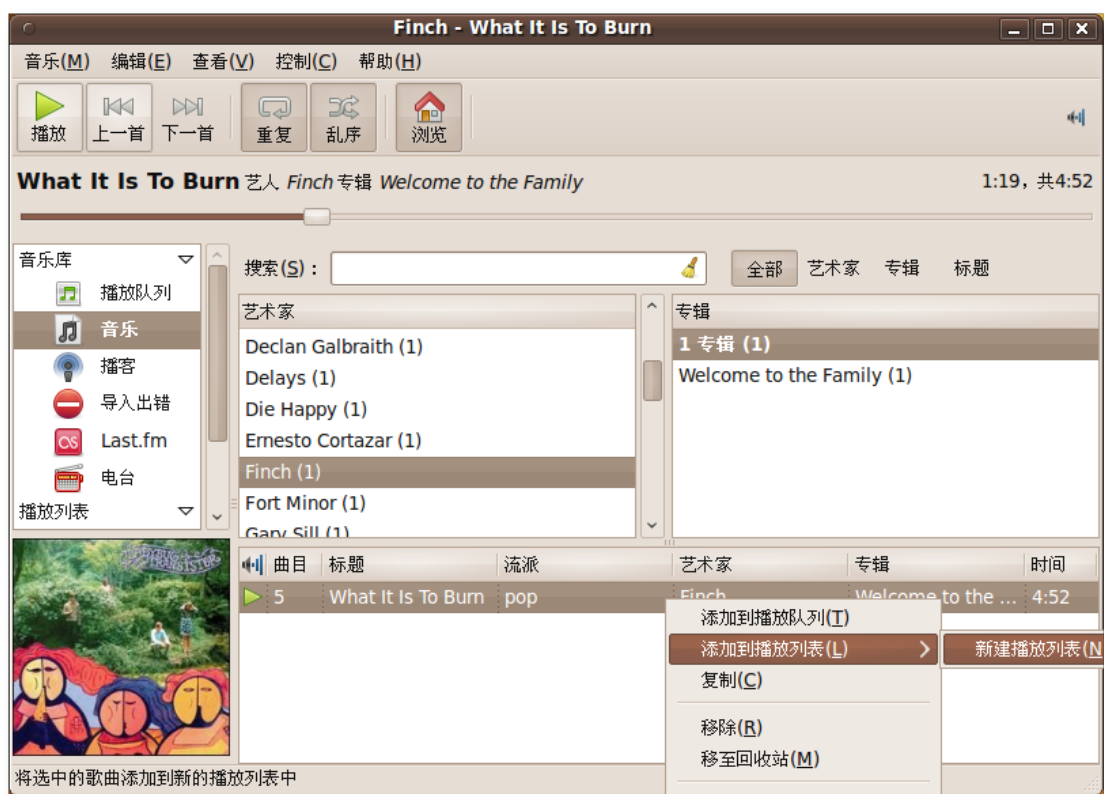 Finch - What It Is To Burn
音乐(M) 编辑(E) 查看(V) 控制(C) 帮助(H)
播放 上一首 下一首 重复 乱序 浏览
What It Is To Burn 艺人 Finch 专辑 Welcome to the Family 1:19，共4:52
音乐库
播放队列
音乐
播客
导入出错
Last.fm
电台
播放列表
搜索(S)： 全部 艺术家 专辑 标题
艺术家
Declan Galbraith (1)
Delays (1)
Die Happy (1)
Ernesto Cortazar (1)
Finch (1)
Fort Minor (1)
Gary Sill (1)
专辑
1 专辑 (1)
Welcome to the Family (1)
曲目 标题 流派 艺术家 专辑 时间
5 What It Is To Burn pop Finch Welcome to the ... 4:52
添加到播放队列(T)
添加到播放列表(L) 新建播放列表(N
复制(C)
移除(R)
移至回收站(M)
将选中的歌曲添加到新的播放列表中